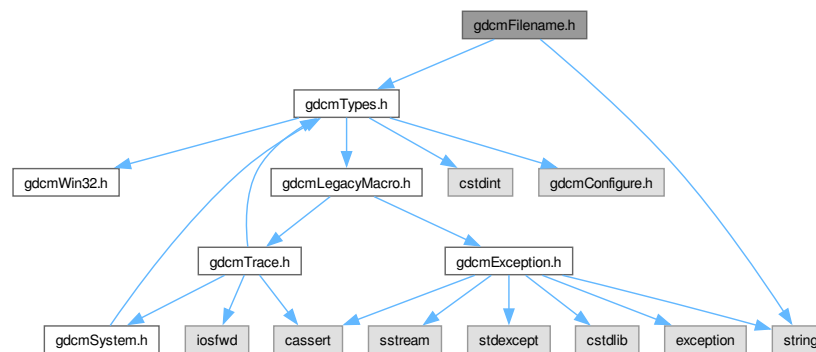 gdcmFilename.h
gdcmTypes.h
gdcmWin32.h
gdcmLegacyMacro.h
cstdint
gdcmConfigure.h
gdcmTrace.h
gdcmException.h
gdcmSystem.h
iosfwd
cassert
sstream
stdexcept
cstdlib
exception
string